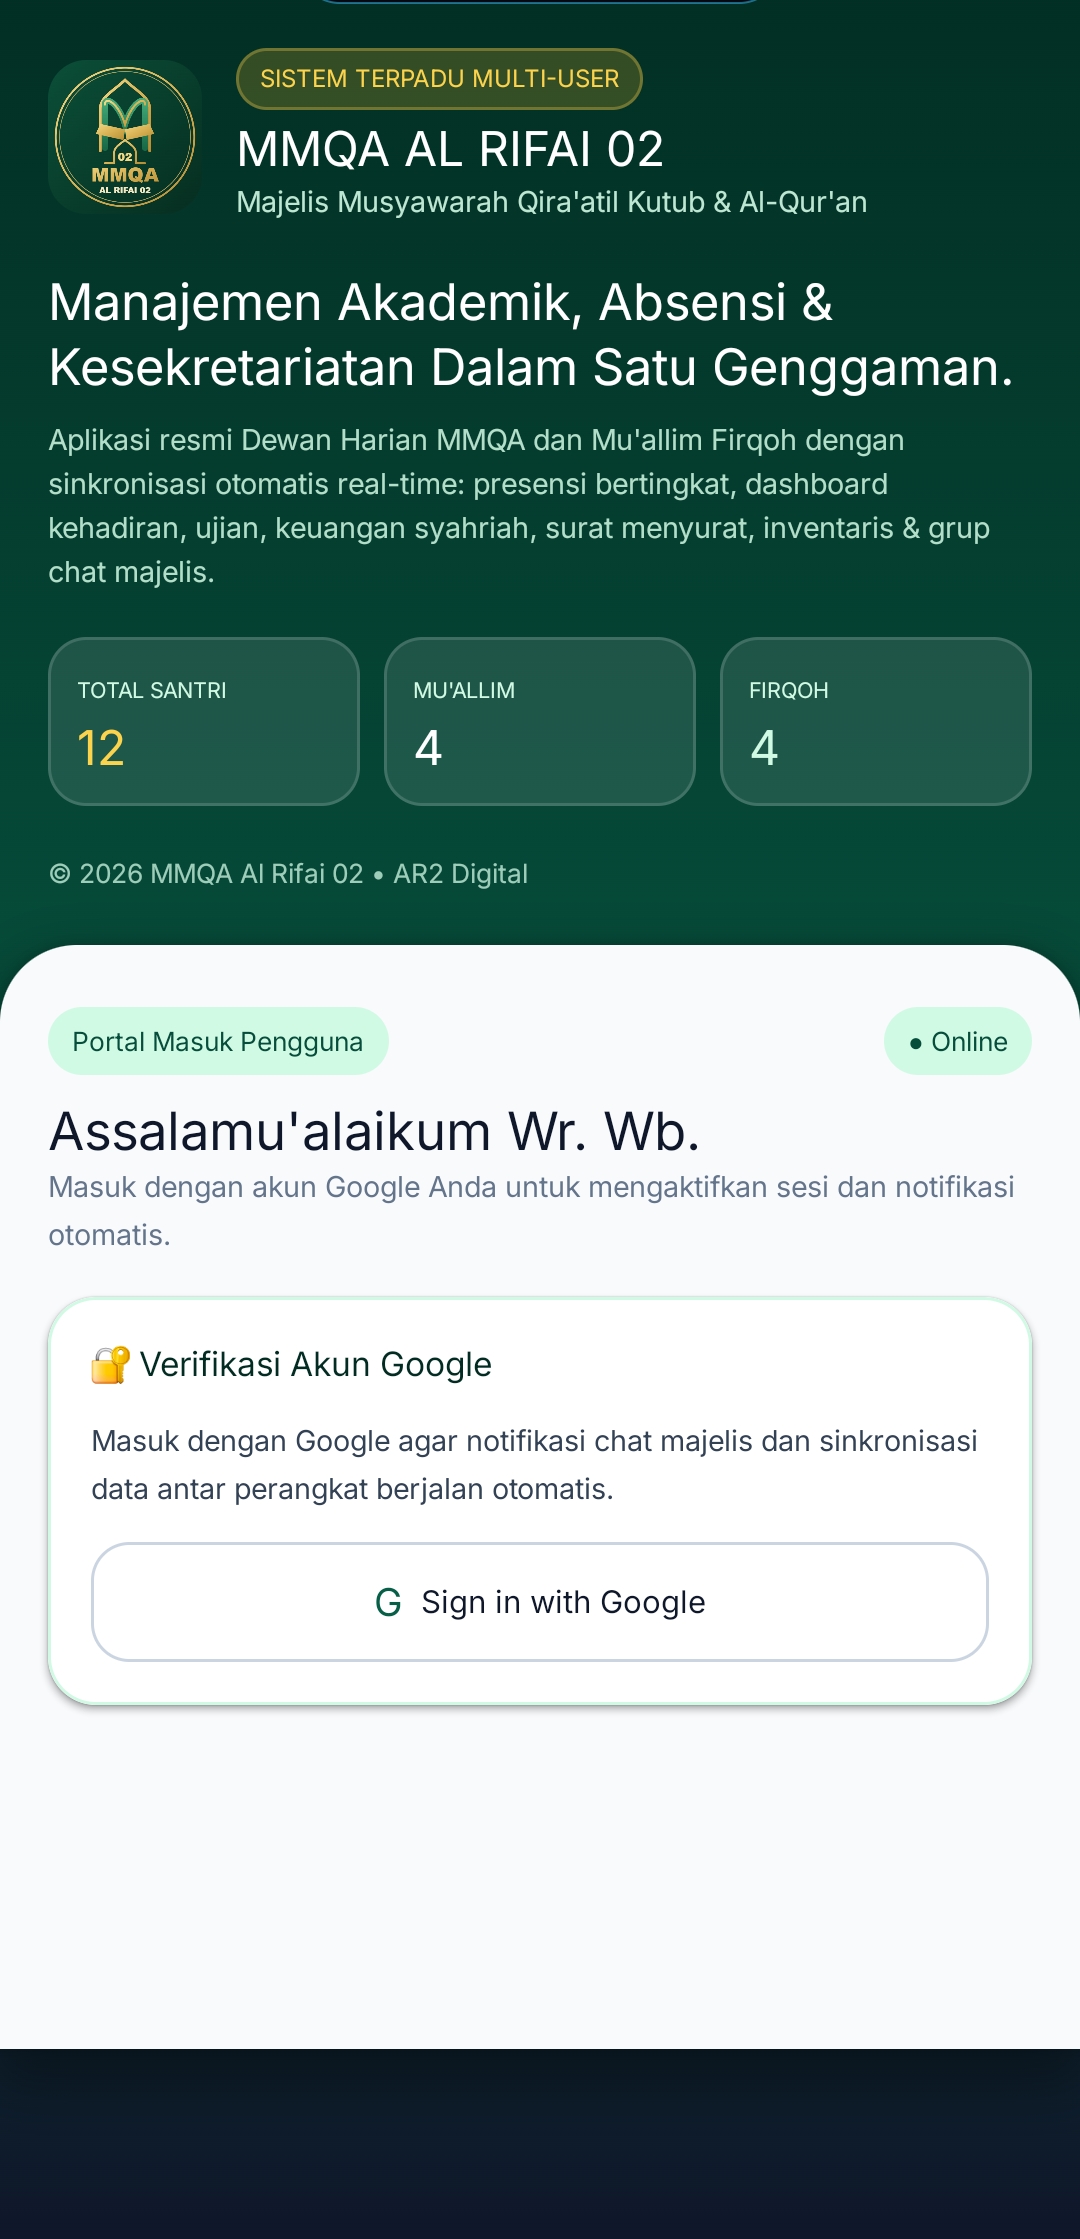 SISTEM TERPADU MULTI-USER
MMQA AL RIFAI 02
Majelis Musyawarah Qira'atil Kutub & Al-Qur'an
02
MMQA
AL RIFAI 02
Manajemen Akademik, Absensi &
Kesekretariatan Dalam Satu Genggaman.
Aplikasi resmi Dewan Harian MMQA dan Mu'allim Firqoh dengan
sinkronisasi otomatis real-time: presensi bertingkat, dashboard
kehadiran, ujian, keuangan syahriah, surat menyurat, inventaris & grup
chat majelis.
TOTAL SANTRI
12
MU'ALLIM
4
FIRQOH
4
© 2026 MMQA Al Rifai 02 • AR2 Digital
Portal Masuk Pengguna
● Online
Assalamu'alaikum Wr. Wb.
Masuk dengan akun Google Anda untuk mengaktifkan sesi dan notifikasi
otomatis.
🔐 Verifikasi Akun Google
Masuk dengan Google agar notifikasi chat majelis dan sinkronisasi
data antar perangkat berjalan otomatis.
G Sign in with Google